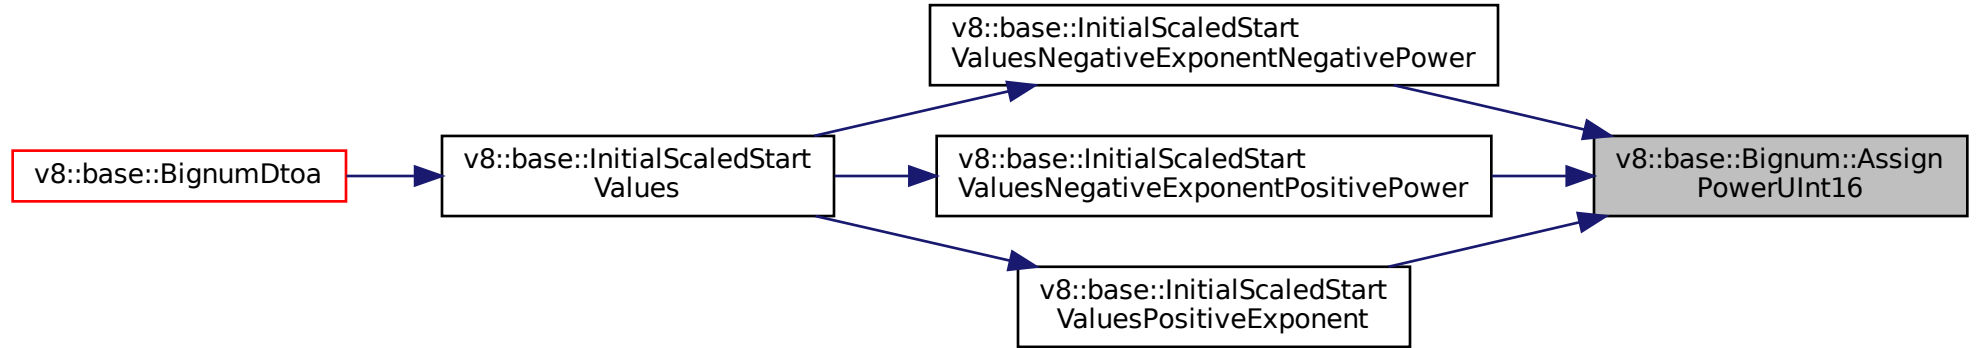 v8::base::InitialScaledStart
ValuesNegativeExponentNegativePower
v8::base::BignumDtoa
v8::base::InitialScaledStart
Values
v8::base::InitialScaledStart
ValuesNegativeExponentPositivePower
v8::base::Bignum::Assign
PowerUInt16
v8::base::InitialScaledStart
ValuesPositiveExponent